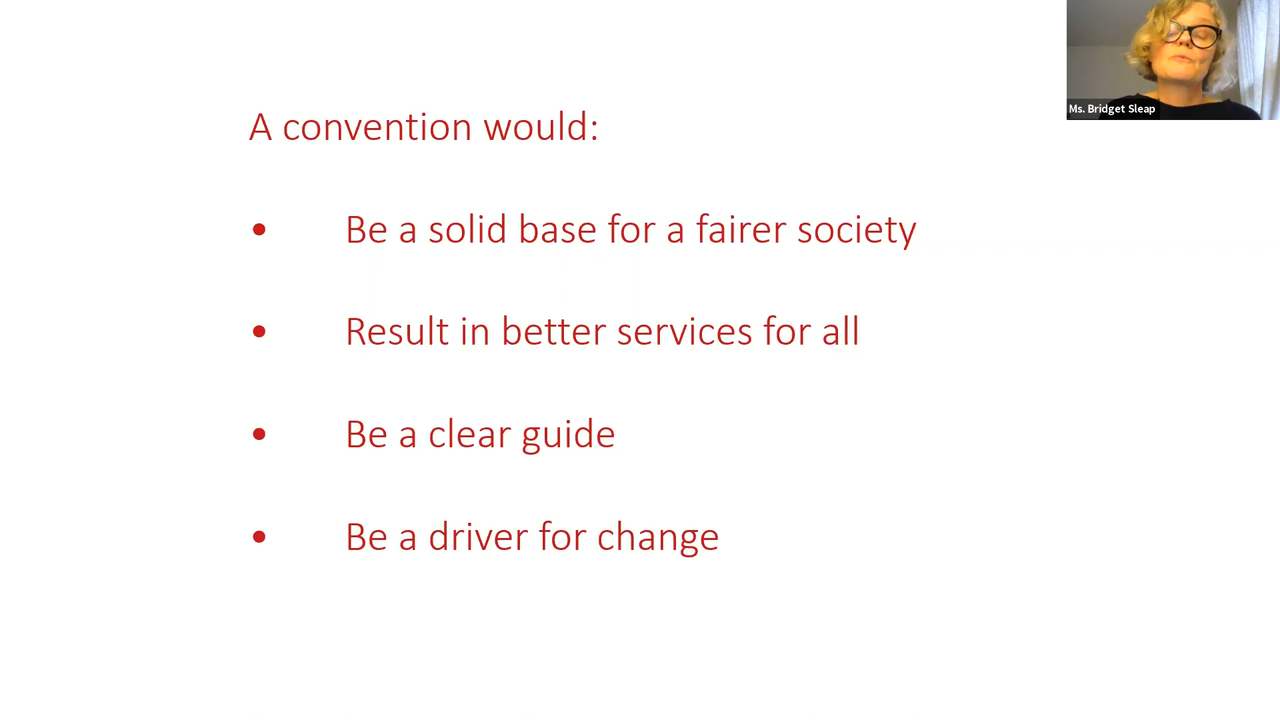 A convention would:
• Be a solid base for a fairer society
• Result in better services for all
• Be a clear guide
• Be a driver for change
Ms. Bridget Sleap